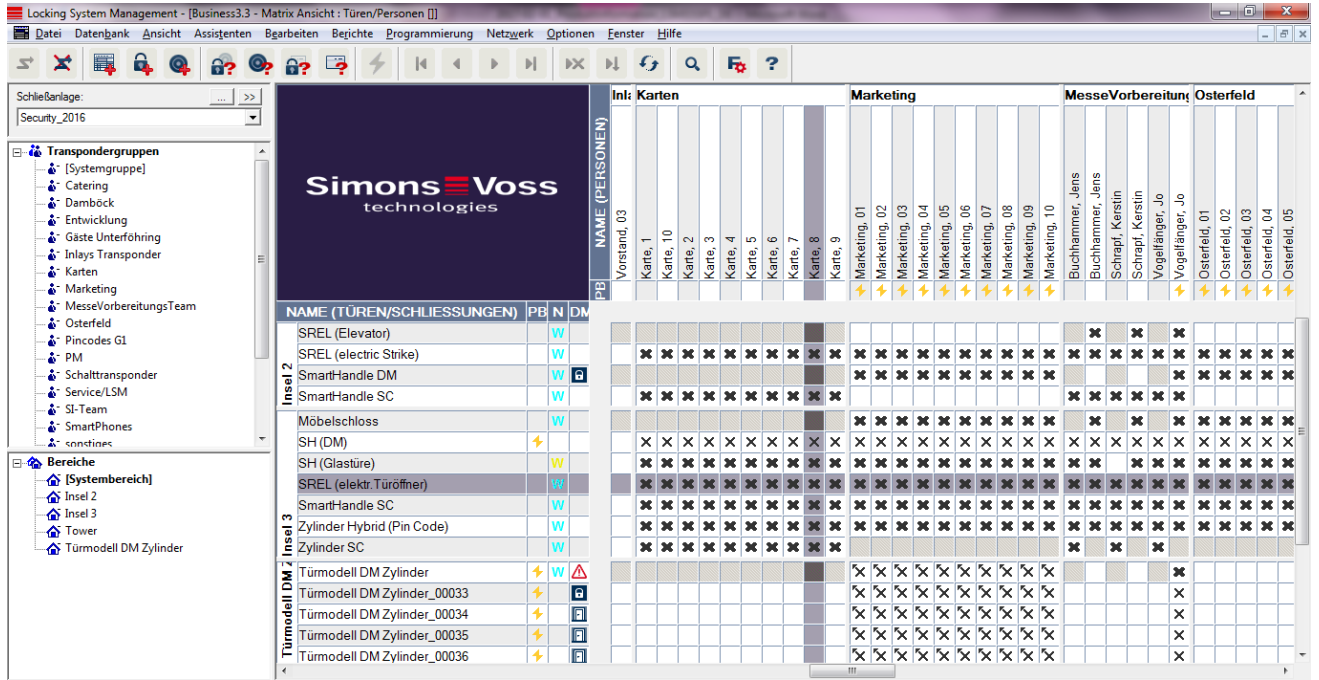 Locking System Management - [Business3.3 - Matrix Ansicht : Türen/Personen []]
Datei Datenbank Ansicht Assistenten Bearbeiten Berichte Programmierung Netzwerk Optionen Fenster Hilfe
Schließanlage:
... >>
Security_2016
Transpondergruppen
[Systemgruppe]
Catering
Damböck
Entwicklung
Gäste Unterföhring
Inlays Transponder
Karten
Marketing
MesseVorbereitungsTeam
Osterfeld
Pincodes G1
PM
Schalttransponder
Service/LSM
SI-Team
SmartPhones
sonstiges
Bereiche
[Systembereich]
Insel 2
Insel 3
Tower
Türmodell DM Zylinder
Simons Voss
technologies
NAME (PERSONEN)
PB
Inla Karten Marketing MesseVorbereitung Osterfeld
Vorstand, 03
Karte, 1
Karte, 10
Karte, 2
Karte, 3
Karte, 4
Karte, 5
Karte, 6
Karte, 7
Karte, 8
Karte, 9
Marketing, 01
Marketing, 02
Marketing, 03
Marketing, 04
Marketing, 05
Marketing, 06
Marketing, 07
Marketing, 08
Marketing, 09
Marketing, 10
Buchhammer, Jens
Buchhammer, Jens
Schrapf, Kerstin
Schrapf, Kerstin
Vogelfänger, Jo
Vogelfänger, Jo
Osterfeld, 01
Osterfeld, 02
Osterfeld, 03
Osterfeld, 04
Osterfeld, 05
NAME (TÜREN/SCHLIESSUNGEN) PB N DM
Insel 2
SREL (Elevator) W
SREL (electric Strike) W
SmartHandle DM W
SmartHandle SC W
Insel 3
Möbelschloss W
SH (DM)
SH (Glastüre) W
SREL (elektr.Türöffner) W
SmartHandle SC W
Zylinder Hybrid (Pin Code) W
Zylinder SC W
Türmodell DM Z
Türmodell DM Zylinder W
Türmodell DM Zylinder_00033
Türmodell DM Zylinder_00034
Türmodell DM Zylinder_00035
Türmodell DM Zylinder_00036